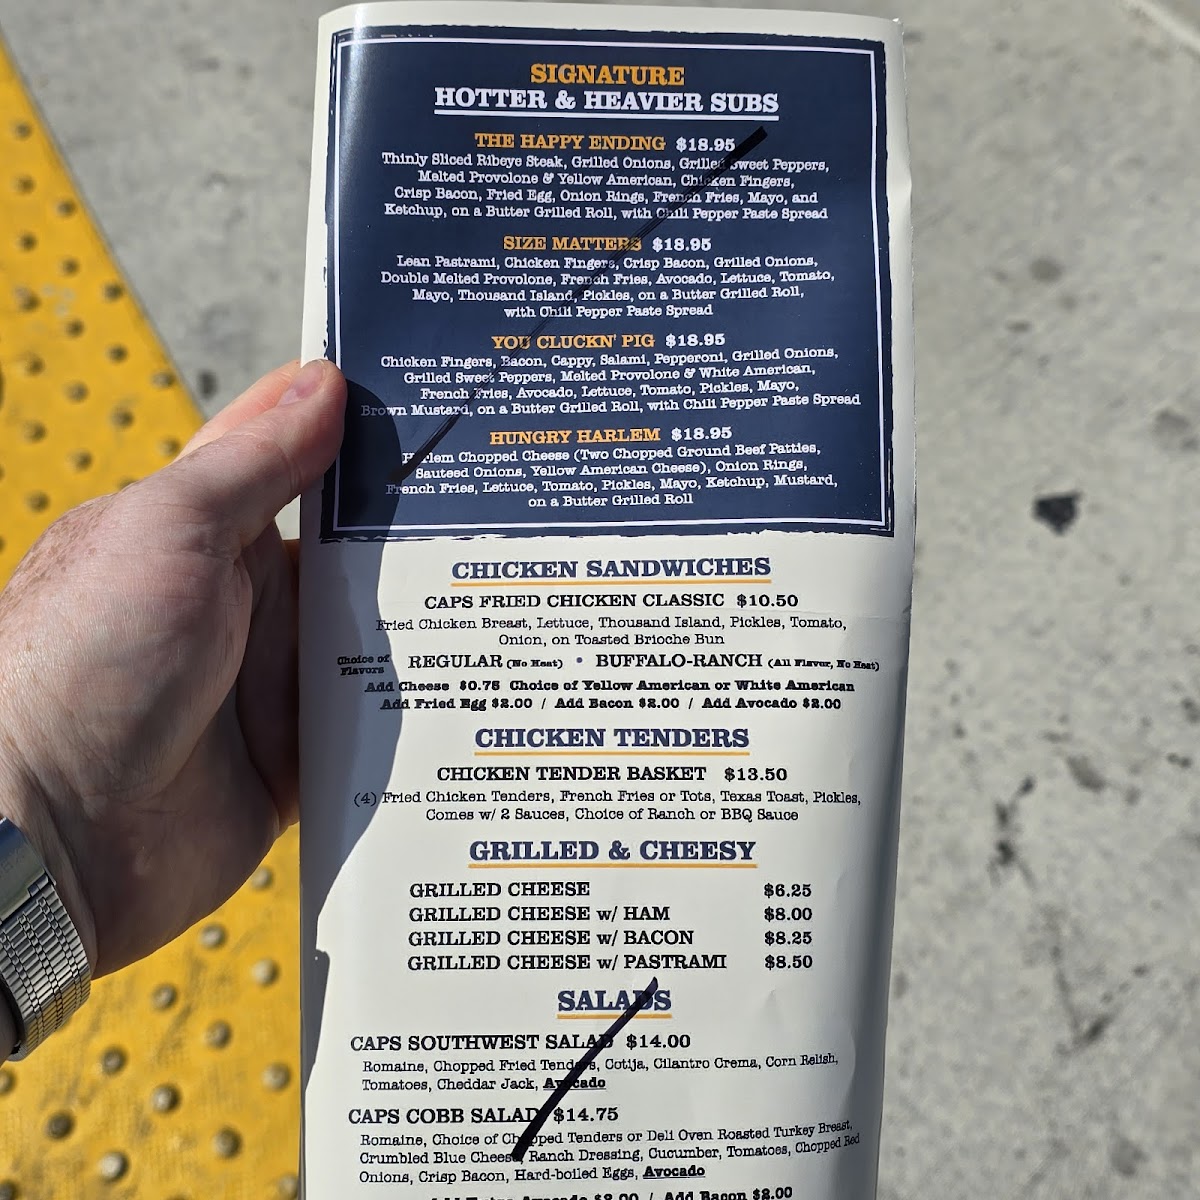 SIGNATURE
HOTTER & HEAVIER SUBS
THE HAPPY ENDING $18.95
Thinly Sliced Ribeye Steak, Grilled Onions, Grilled Sweet Peppers,
Melted Provolone & Yellow American, Chicken Fingers,
Crisp Bacon, Fried Egg, Onion Rings, French Fries, Mayo, and
Ketchup, on a Butter Grilled Roll, with Chili Pepper Paste Spread
SIZE MATTERS $18.95
Lean Pastrami, Chicken Fingers, Crisp Bacon, Grilled Onions,
Double Melted Provolone, French Fries, Avocado, Lettuce, Tomato,
Mayo, Thousand Island, Pickles, on a Butter Grilled Roll,
with Chili Pepper Paste Spread
YOU CLUCKN' PIG $18.95
Chicken Fingers, Bacon, Cappy, Salami, Pepperoni, Grilled Onions,
Grilled Sweet Peppers, Melted Provolone & White American,
French Fries, Avocado, Lettuce, Tomato, Pickles, Mayo,
Brown Mustard, on a Butter Grilled Roll, with Chili Pepper Paste Spread
HUNGRY HARLEM $18.95
Harlem Chopped Cheese (Two Chopped Ground Beef Patties,
Sauteed Onions, Yellow American Cheese), Onion Rings,
French Fries, Lettuce, Tomato, Pickles, Mayo, Ketchup, Mustard,
on a Butter Grilled Roll
CHICKEN SANDWICHES
CAPS FRIED CHICKEN CLASSIC $10.50
Fried Chicken Breast, Lettuce, Thousand Island, Pickles, Tomato,
Onion, on Toasted Brioche Bun
Choice of Flavors REGULAR (No Heat) • BUFFALO-RANCH (All Flavor, No Heat)
Add Cheese $0.75 Choice of Yellow American or White American
Add Fried Egg $2.00 / Add Bacon $2.00 / Add Avocado $2.00
CHICKEN TENDERS
CHICKEN TENDER BASKET $13.50
(4) Fried Chicken Tenders, French Fries or Tots, Texas Toast, Pickles,
Comes w/ 2 Sauces, Choice of Ranch or BBQ Sauce
GRILLED & CHEESY
GRILLED CHEESE $6.25
GRILLED CHEESE w/ HAM $8.00
GRILLED CHEESE w/ BACON $8.25
GRILLED CHEESE w/ PASTRAMI $8.50
SALADS
CAPS SOUTHWEST SALAD $14.00
Romaine, Chopped Fried Tenders, Cotija, Cilantro Crema, Corn Relish,
Tomatoes, Cheddar Jack, Avocado
CAPS COBB SALAD $14.75
Romaine, Choice of Chopped Tenders or Deli Oven Roasted Turkey Breast,
Crumbled Blue Cheese, Ranch Dressing, Cucumber, Tomatoes, Chopped Red
Onions, Crisp Bacon, Hard-boiled Eggs, Avocado
Add Extra Avocado $2.00 / Add Bacon $2.00